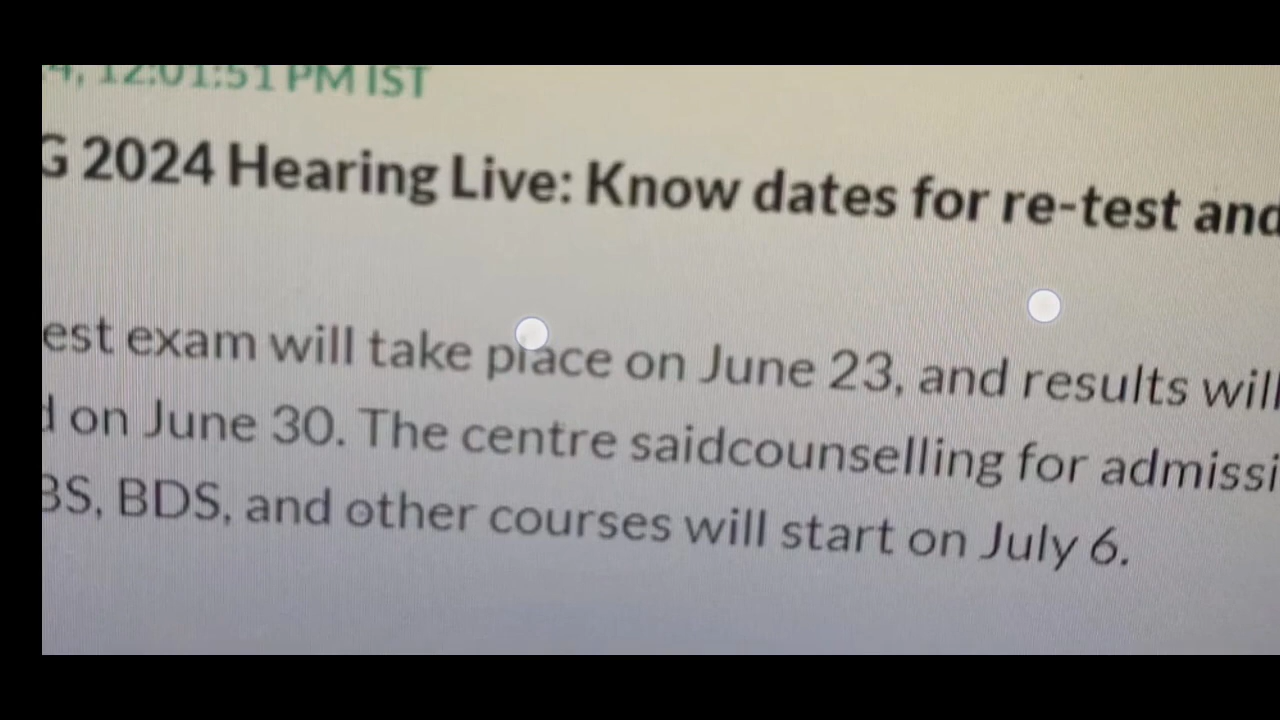 4, 12:01:51 PM IST
G 2024 Hearing Live: Know dates for re-test and
est exam will take place on June 23, and results will
d on June 30. The centre saidcounselling for admissi
BS, BDS, and other courses will start on July 6.